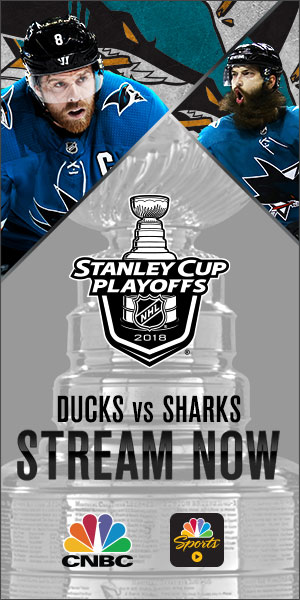 8
C
STANLEY CUP
PLAYOFFS
NHL
2018
®
DUCKS vs SHARKS
STREAM NOW
CNBC
Sports